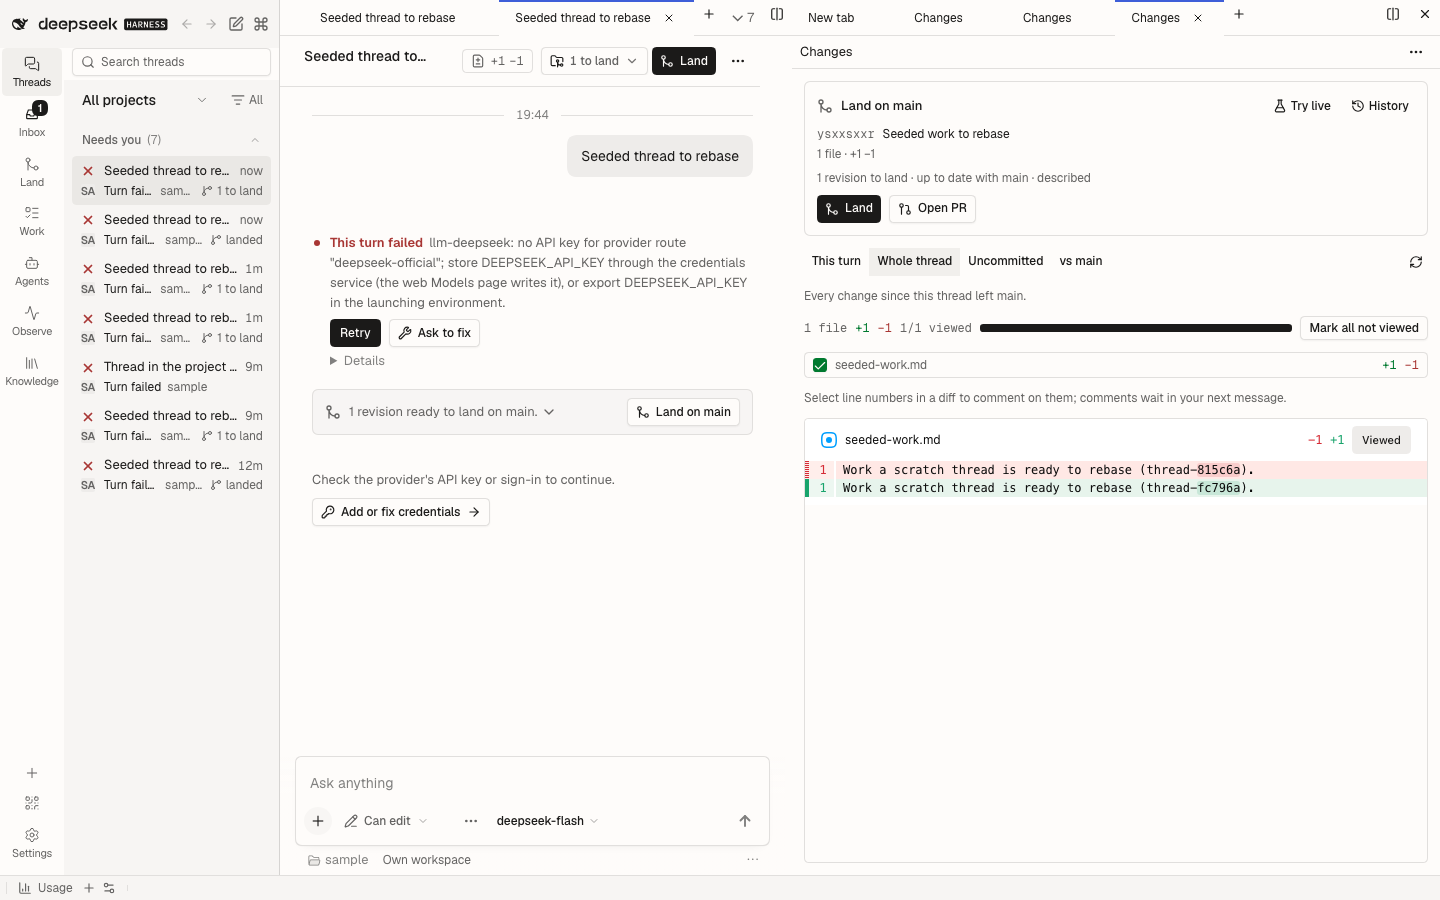 deepseek HARNESS
Search threads
Threads
1
Inbox
Land
Work
Agents
Observe
Knowledge
Settings
All projects
All
Needs you (7)
Seeded thread to re... now
SA Turn fai... sam... 1 to land
Seeded thread to re... now
SA Turn fail... samp... landed
Seeded thread to reb... 1m
SA Turn fai... sam... 1 to land
Seeded thread to reb... 1m
SA Turn fai... sam... 1 to land
Thread in the project ... 9m
SA Turn failed sample
Seeded thread to reb... 9m
SA Turn fai... sam... 1 to land
Seeded thread to re... 12m
SA Turn fail... samp... landed
Seeded thread to rebase
Seeded thread to rebase
7
Seeded thread to...
+1 −1
1 to land
Land
19:44
Seeded thread to rebase
This turn failed llm-deepseek: no API key for provider route
"deepseek-official"; store DEEPSEEK_API_KEY through the credentials
service (the web Models page writes it), or export DEEPSEEK_API_KEY
in the launching environment.
Retry
Ask to fix
Details
1 revision ready to land on main.
Land on main
Check the provider's API key or sign-in to continue.
Add or fix credentials
Ask anything
Can edit
deepseek-flash
sample
Own workspace
New tab
Changes
Changes
Changes
Changes
Land on main
Try live
History
ysxxsxxr Seeded work to rebase
1 file · +1 −1
1 revision to land · up to date with main · described
Land
Open PR
This turn
Whole thread
Uncommitted
vs main
Every change since this thread left main.
1 file +1 −1 1/1 viewed
Mark all not viewed
seeded-work.md
+1 −1
Select line numbers in a diff to comment on them; comments wait in your next message.
seeded-work.md
−1 +1
Viewed
1 Work a scratch thread is ready to rebase (thread-815c6a).
1 Work a scratch thread is ready to rebase (thread-fc796a).
Usage